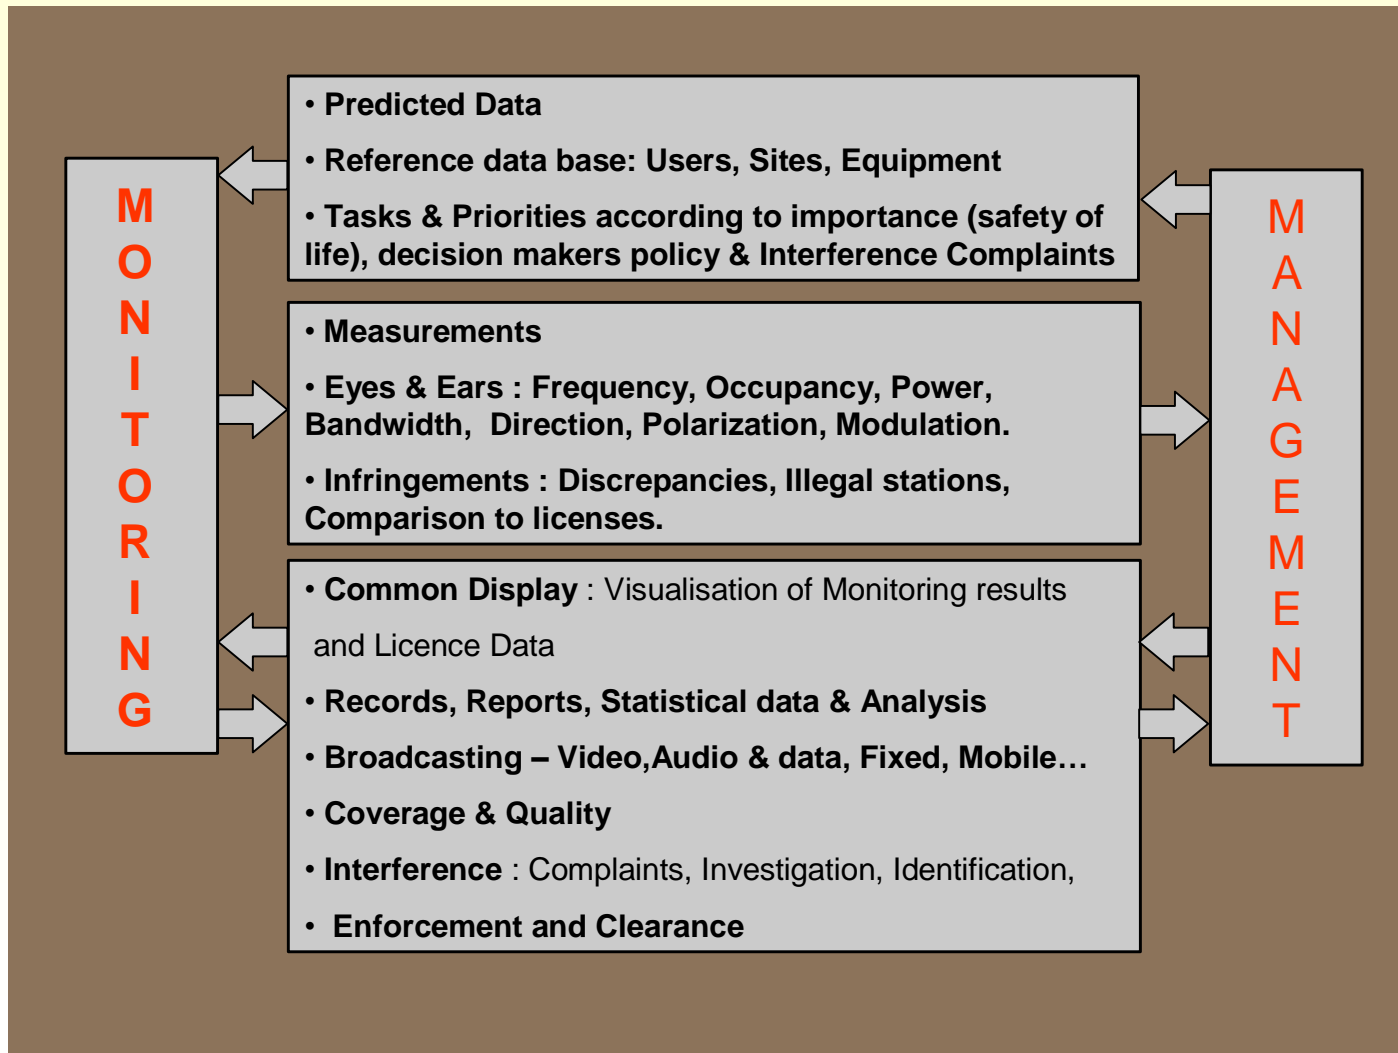 MONITORING
• Predicted Data
• Reference data base: Users, Sites, Equipment
• Tasks & Priorities according to importance (safety of
life), decision makers policy & Interference Complaints
• Measurements
• Eyes & Ears : Frequency, Occupancy, Power,
Bandwidth,  Direction, Polarization, Modulation.
• Infringements : Discrepancies, Illegal stations,
Comparison to licenses.
• Common Display : Visualisation of Monitoring results
and Licence Data
• Records, Reports, Statistical data & Analysis
• Broadcasting – Video,Audio & data, Fixed, Mobile…
• Coverage & Quality
• Interference : Complaints, Investigation, Identification,
• Enforcement and Clearance
MANAGEMENT